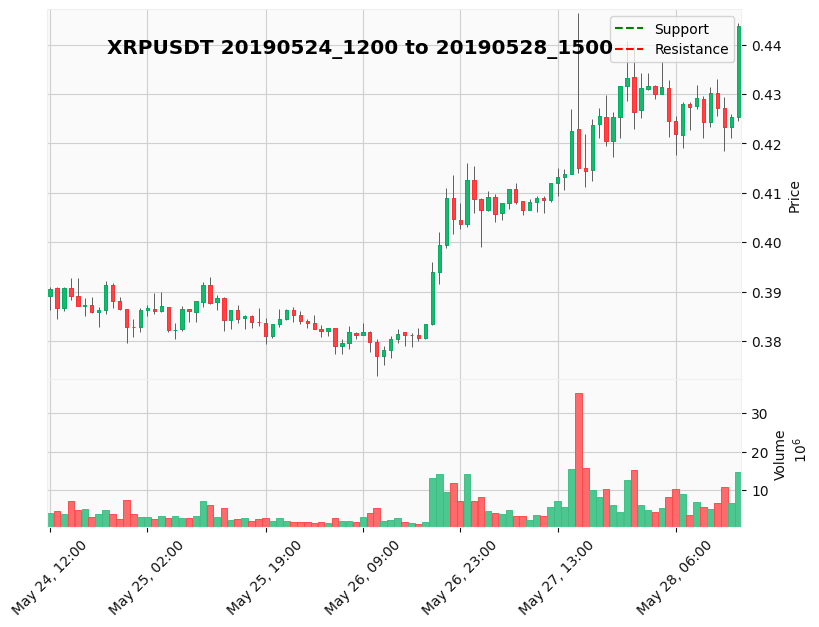 XRPUSDT 20190524_1200 to 20190528_1500
Support
Resistance
0.44
0.43
0.42
0.41
0.40
0.39
0.38
Price
30
20
10
Volume
10^6
May 24, 12:00
May 25, 02:00
May 25, 19:00
May 26, 09:00
May 26, 23:00
May 27, 13:00
May 28, 06:00